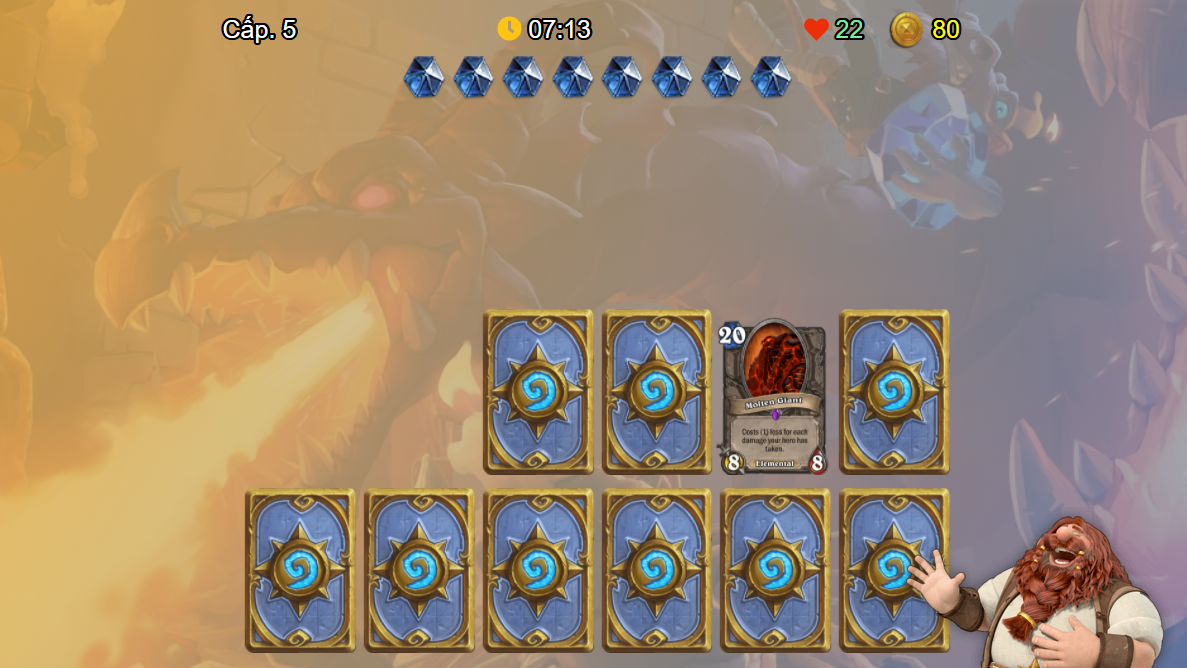 Cấp. 5
07:13
22
80
20
Molten Giant
Costs (1) less for each
damage your hero has
taken.
8
Elemental
8